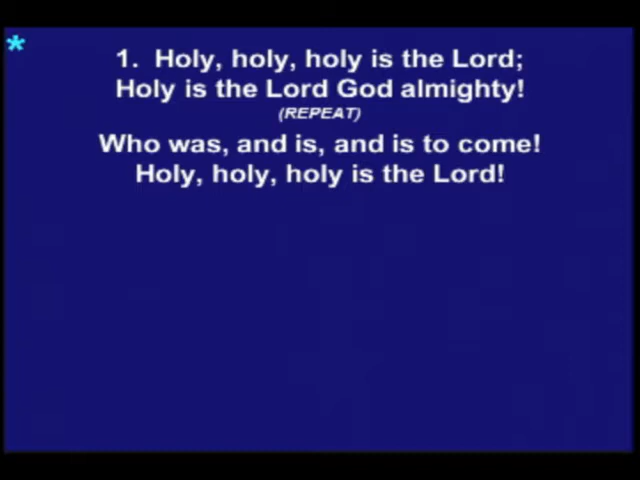 *
1. Holy, holy, holy is the Lord;
Holy is the Lord God almighty!
(REPEAT)
Who was, and is, and is to come!
Holy, holy, holy is the Lord!